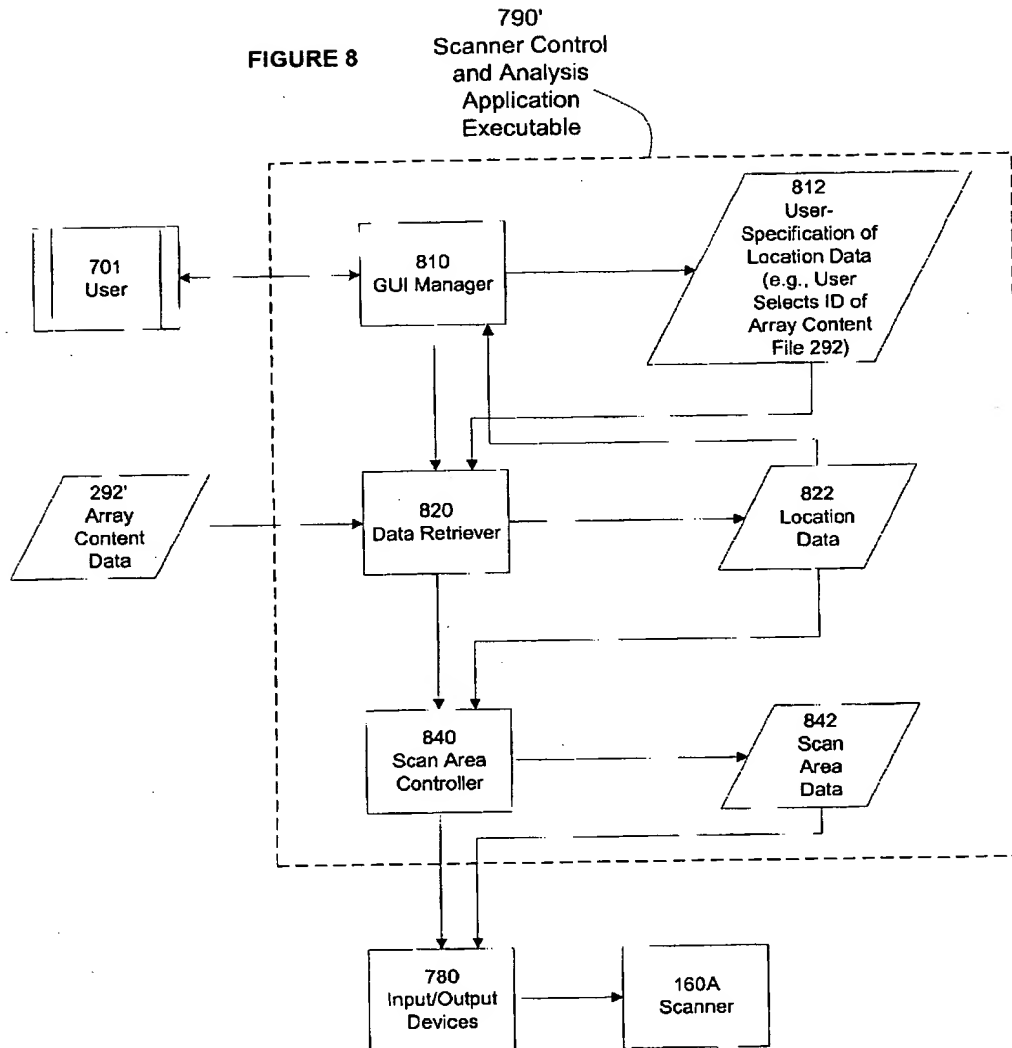 790'
Scanner Control
and Analysis
Application
Executable
FIGURE 8
812
User-
Specification of
Location Data
(e.g., User
Selects ID of
Array Content
File 292)
701
User
810
GUI Manager
292'
Array
Content
Data
820
Data Retriever
822
Location
Data
840
Scan Area
Controller
842
Scan
Area
Data
780
Input/Output
Devices
160A
Scanner